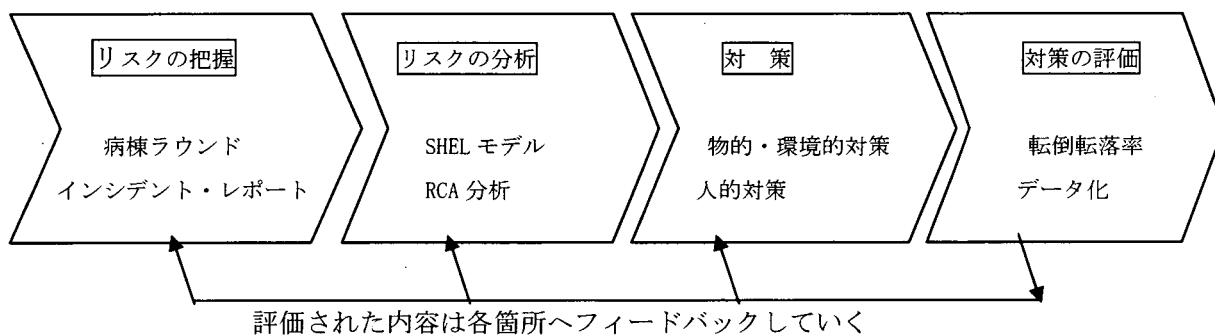 リスクの把握
病棟ラウンド
インシデント・レポート
リスクの分析
SHEL モデル
RCA 分析
対 策
物的・環境的対策
人的対策
対策の評価
転倒転落率
データ化
評価された内容は各箇所へフィードバックしていく